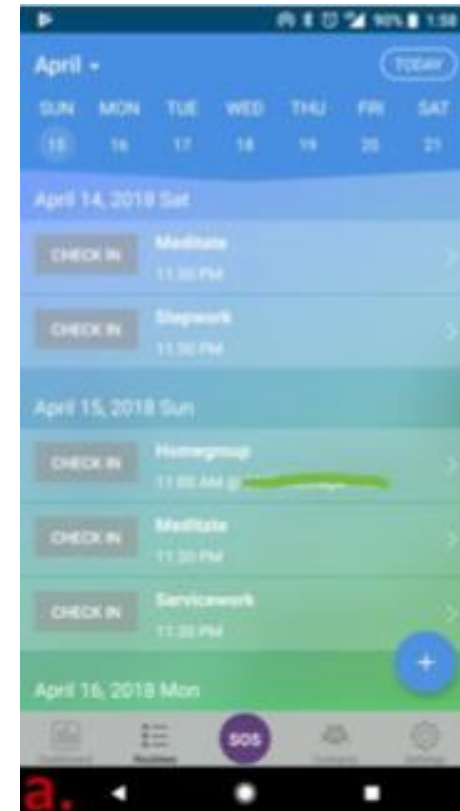 90% 1:58
April
TODAY
SUN MON TUE WED THU FRI SAT
15 16 17 18 19 20 21
April 14, 2018 Sat
CHECK IN
Meditate
11:30 PM
CHECK IN
Stepwork
11:30 PM
April 15, 2018 Sun
CHECK IN
Homegroup
11:00 AM @
CHECK IN
Meditate
11:30 PM
CHECK IN
Servicework
11:30 PM
+
April 16, 2018 Mon
SOS
a.